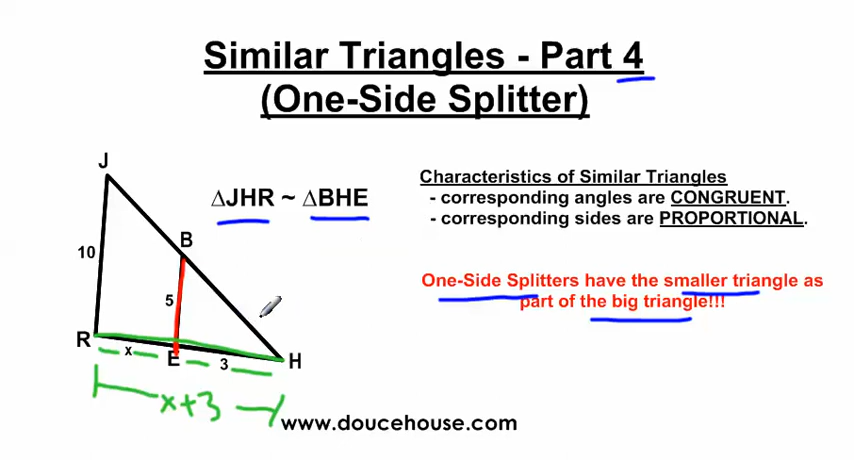 Similar Triangles - Part 4
(One-Side Splitter)
J
ΔJHR ~ ΔBHE
Characteristics of Similar Triangles
- corresponding angles are CONGRUENT.
- corresponding sides are PROPORTIONAL.
B
10
5
One-Side Splitters have the smaller triangle as
part of the big triangle!!!
R
x
E
3
H
x+3
www.doucehouse.com